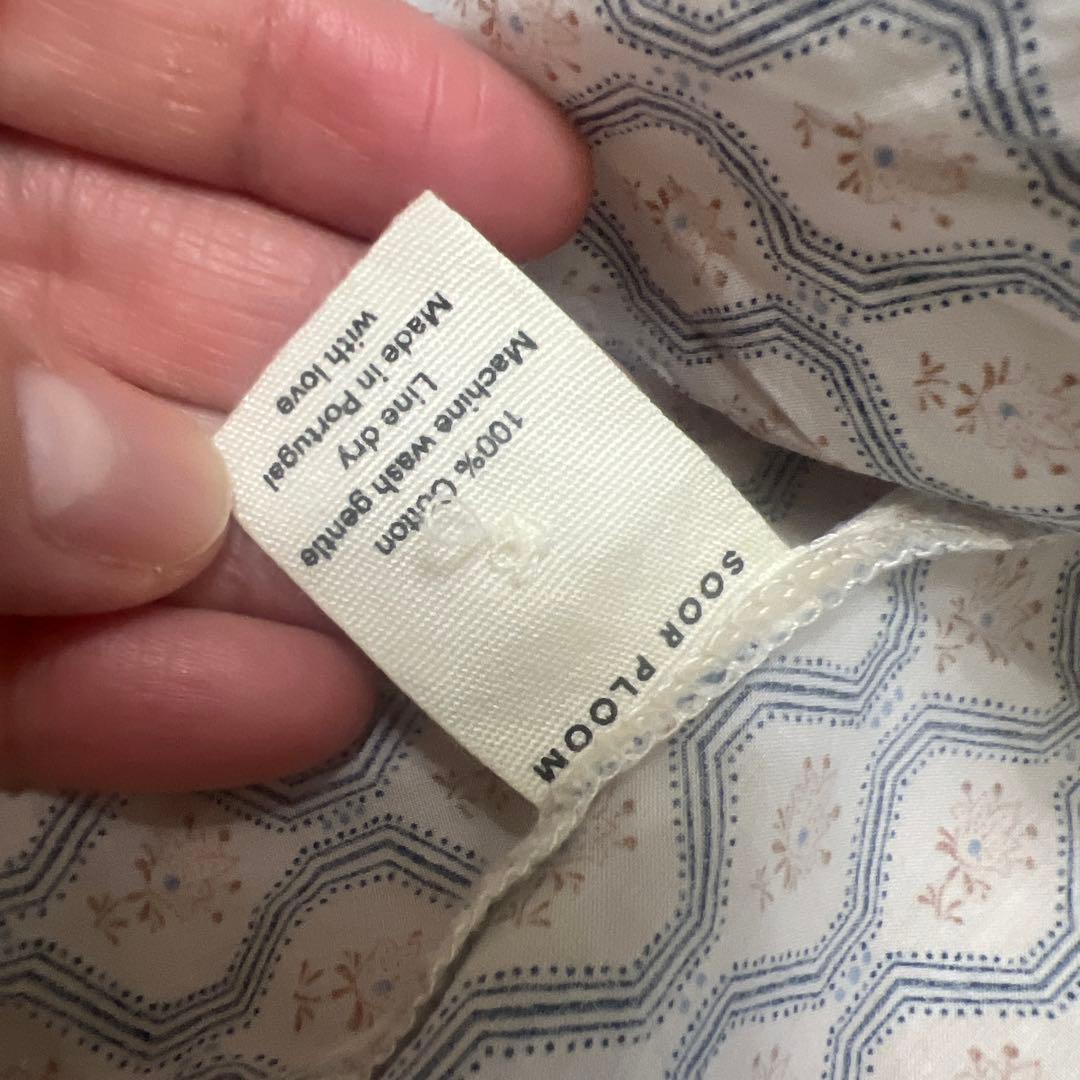 SOOR PLOOM
100% Cotton
Machine wash gentle
Line dry
Made in Portugal
with love